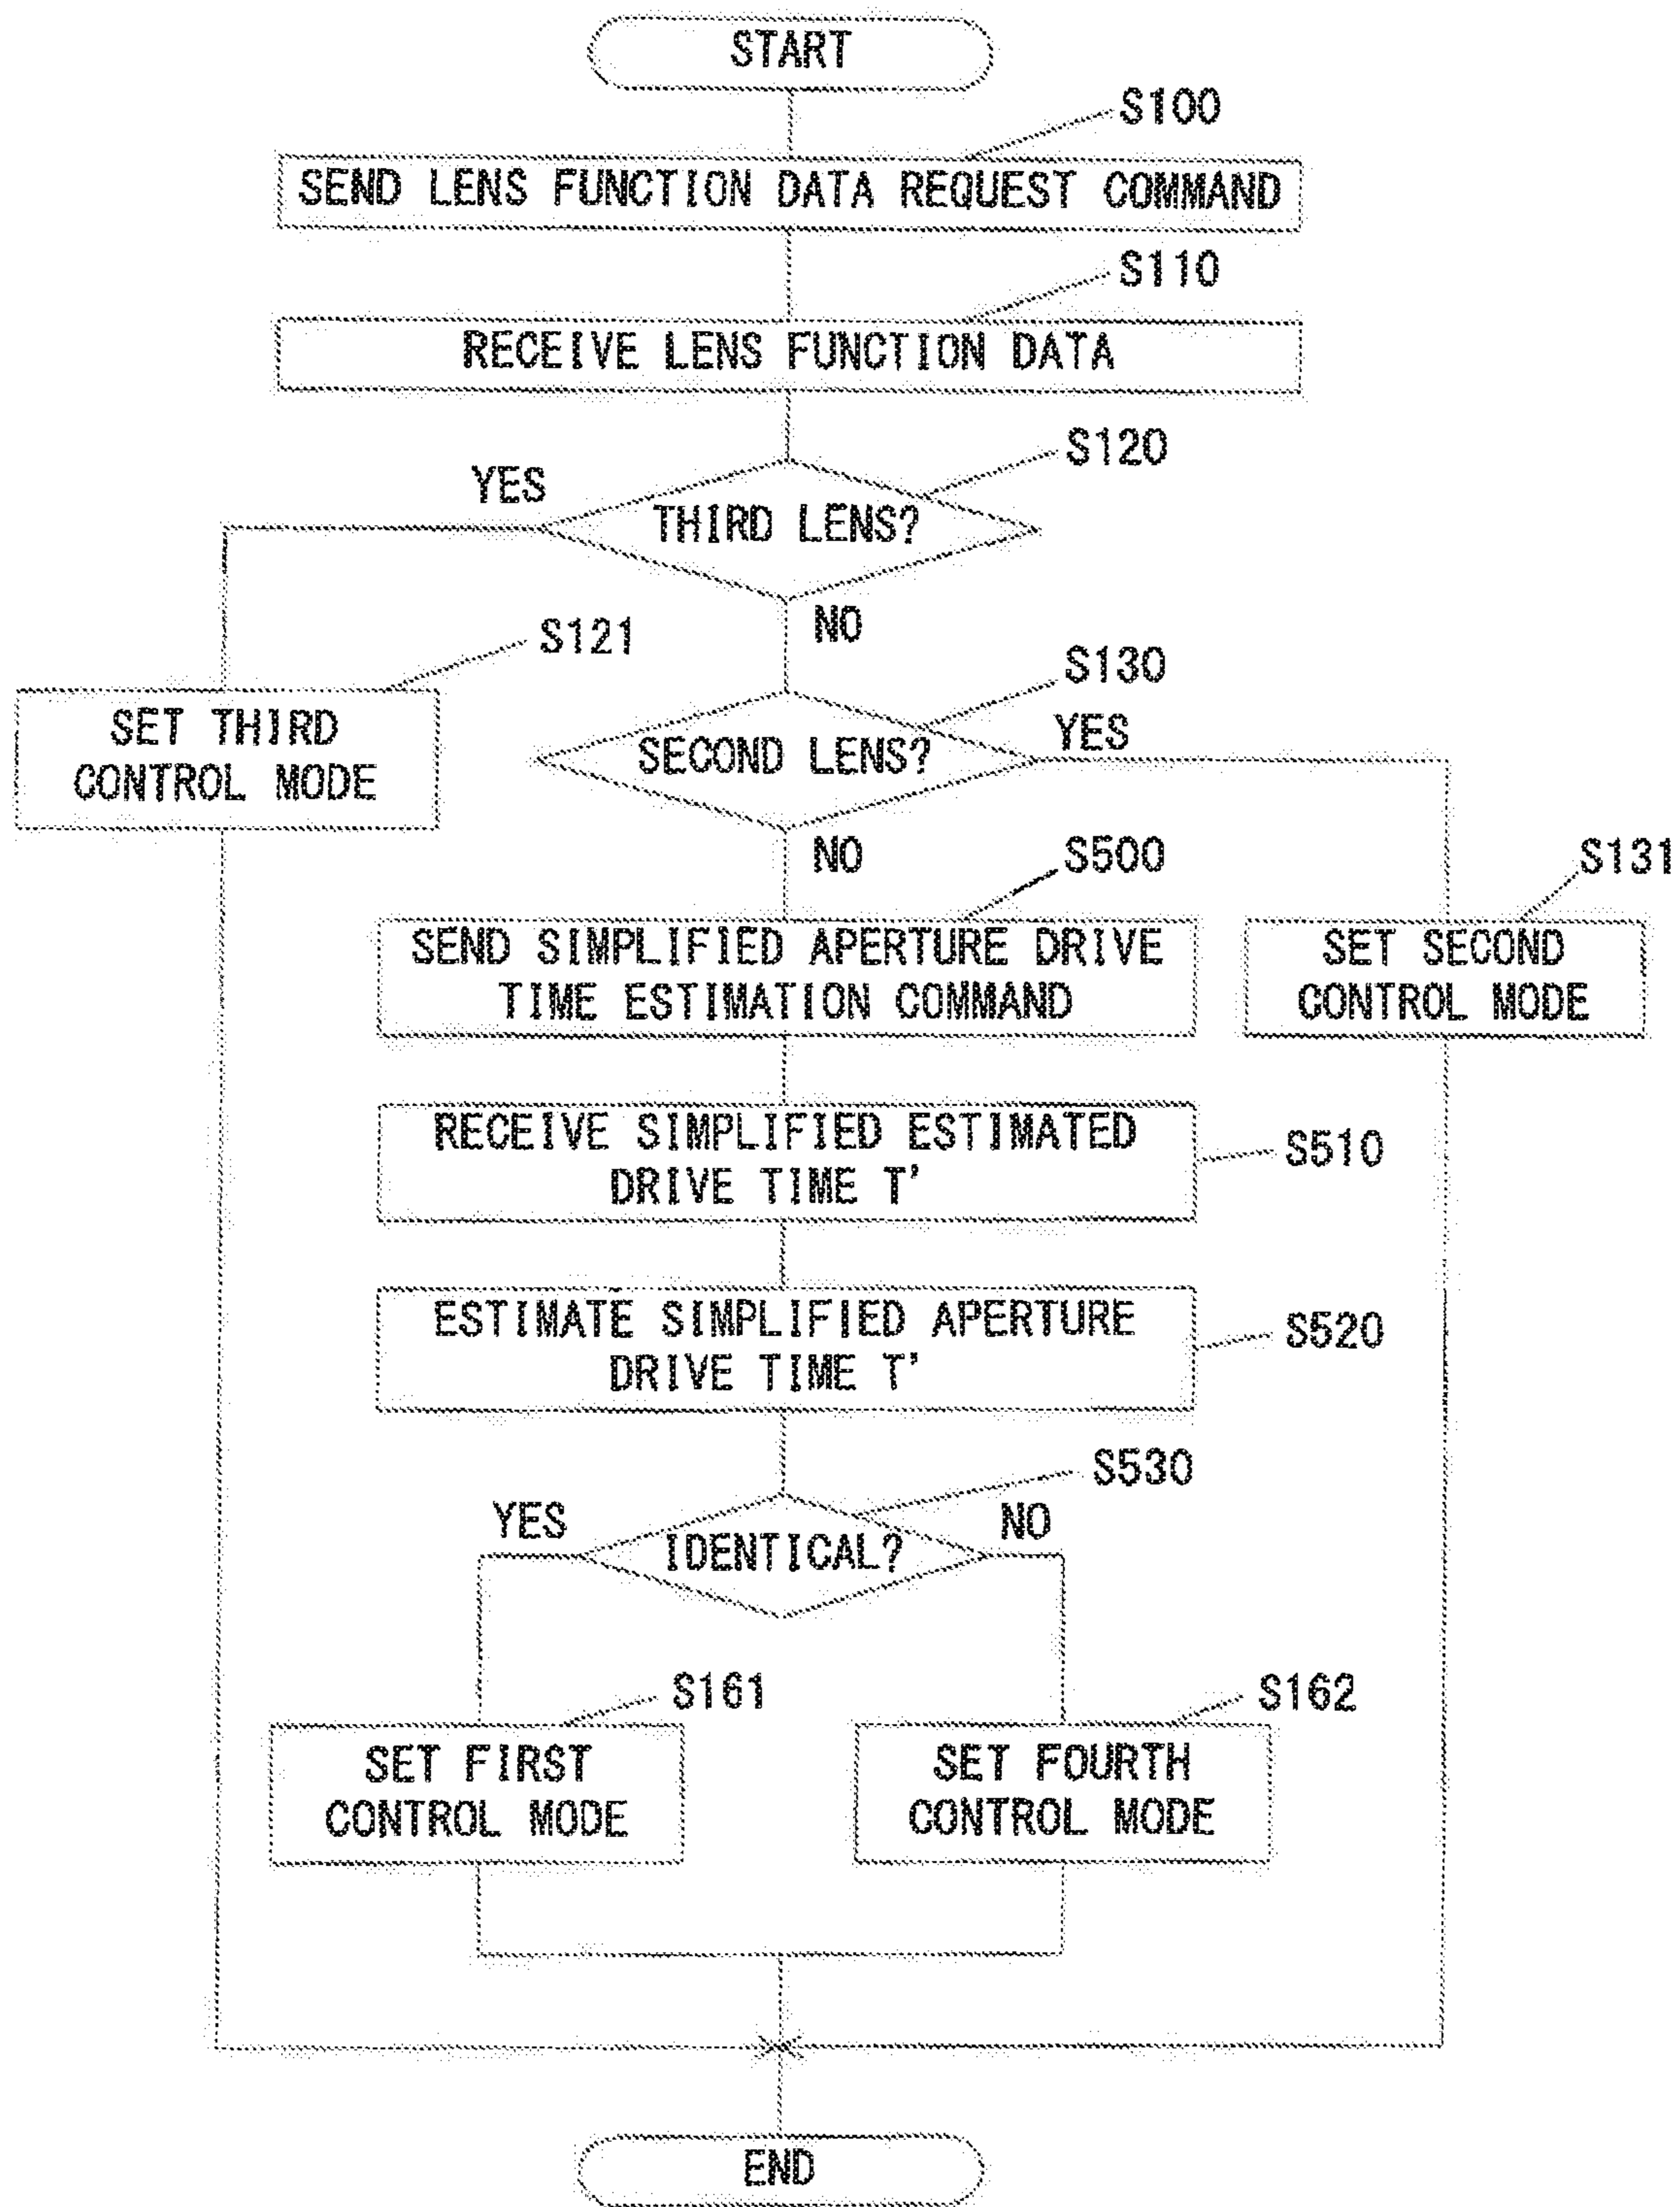 START
S100
SEND LENS FUNCTION DATA REQUEST COMMAND
S110
RECEIVE LENS FUNCTION DATA
S120
YES
THIRD LENS?
NO
S121
SET THIRD
CONTROL MODE
S130
SECOND LENS?
YES
NO
S500
S131
SEND SIMPLIFIED APERTURE DRIVE
TIME ESTIMATION COMMAND
SET SECOND
CONTROL MODE
RECEIVE SIMPLIFIED ESTIMATED
DRIVE TIME T'
S510
ESTIMATE SIMPLIFIED APERTURE
DRIVE TIME T'
S520
S530
YES
IDENTICAL?
NO
S161
S162
SET FIRST
CONTROL MODE
SET FOURTH
CONTROL MODE
END